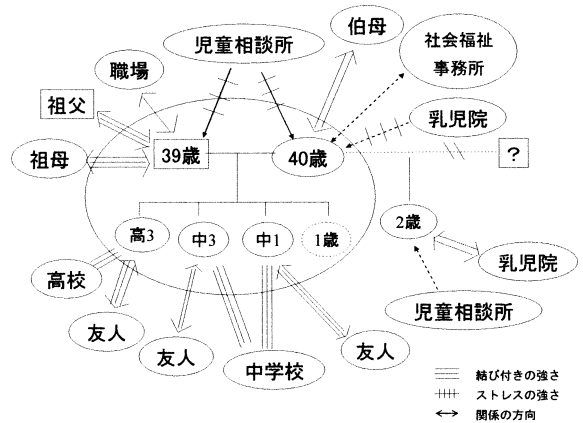 伯母
児童相談所
社会福祉
事務所
職場
祖父
乳児院
祖母
39歳
40歳
?
高3
中3
中1
1歳
2歳
高校
乳児院
児童相談所
友人
友人
中学校
友人
結び付きの強さ
ストレスの強さ
関係の方向